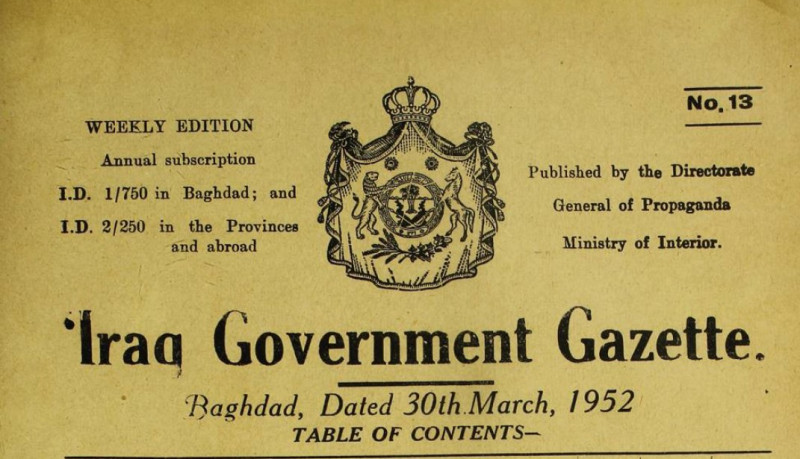 WEEKLY EDITION
Annual subscription
I.D. 1/750 in Baghdad; and
I.D. 2/250 in the Provinces
and abroad
No. 13
Published by the Directorate
General of Propaganda
Ministry of Interior.
'Iraq Government Gazette.
Baghdad, Dated 30th March, 1952
TABLE OF CONTENTS—